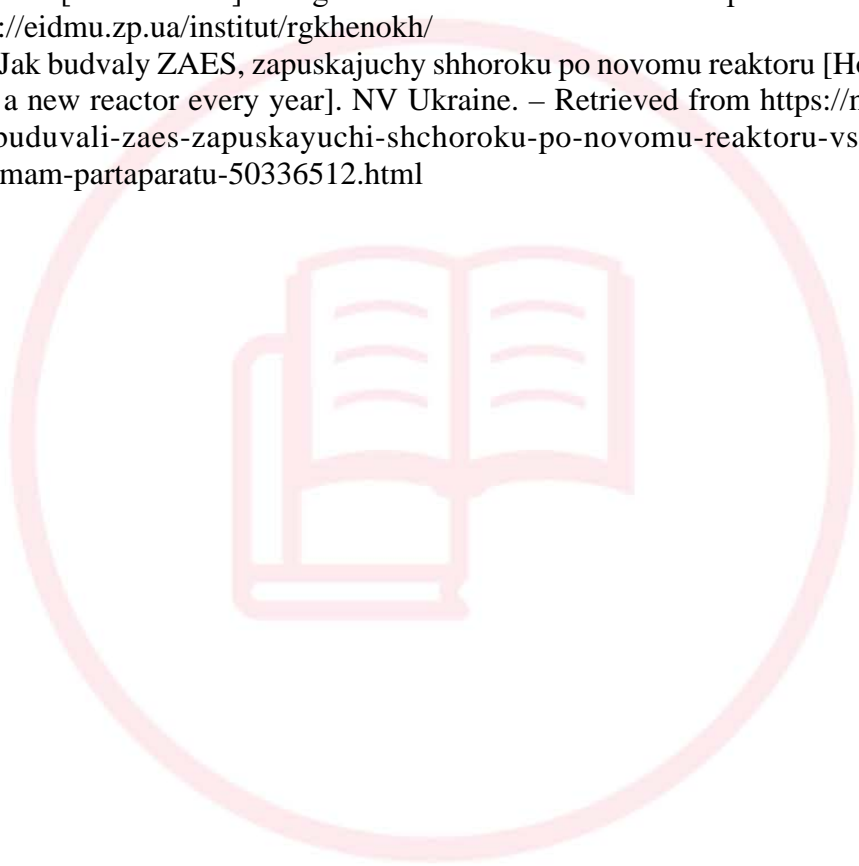 ://eidmu.zp.ua/institut/rgkhenokh/
Jak budvaly ZAES, zapuskajuchy shhoroku po novomu reaktoru [Ho
a new reactor every year]. NV Ukraine. – Retrieved from https://n
buduvali-zaes-zapuskayuchi-shchoroku-po-novomu-reaktoru-vs
mam-partaparatu-50336512.html